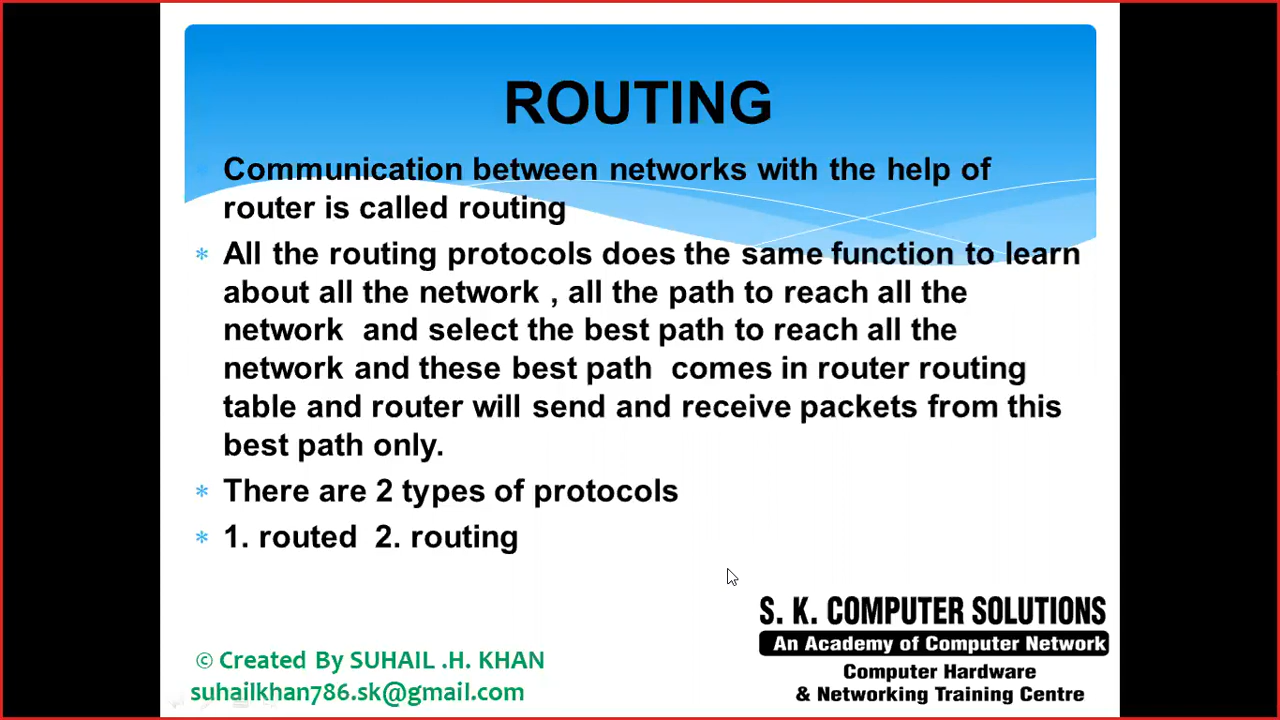 ROUTING
Communication between networks with the help of
router is called routing
All the routing protocols does the same function to learn
about all the network , all the path to reach all the
network and select the best path to reach all the
network and these best path comes in router routing
table and router will send and receive packets from this
best path only.
There are 2 types of protocols
1. routed 2. routing
S. K. COMPUTER SOLUTIONS
An Academy of Computer Network
Computer Hardware
& Networking Training Centre
© Created By SUHAIL .H. KHAN
suhailkhan786.sk@gmail.com